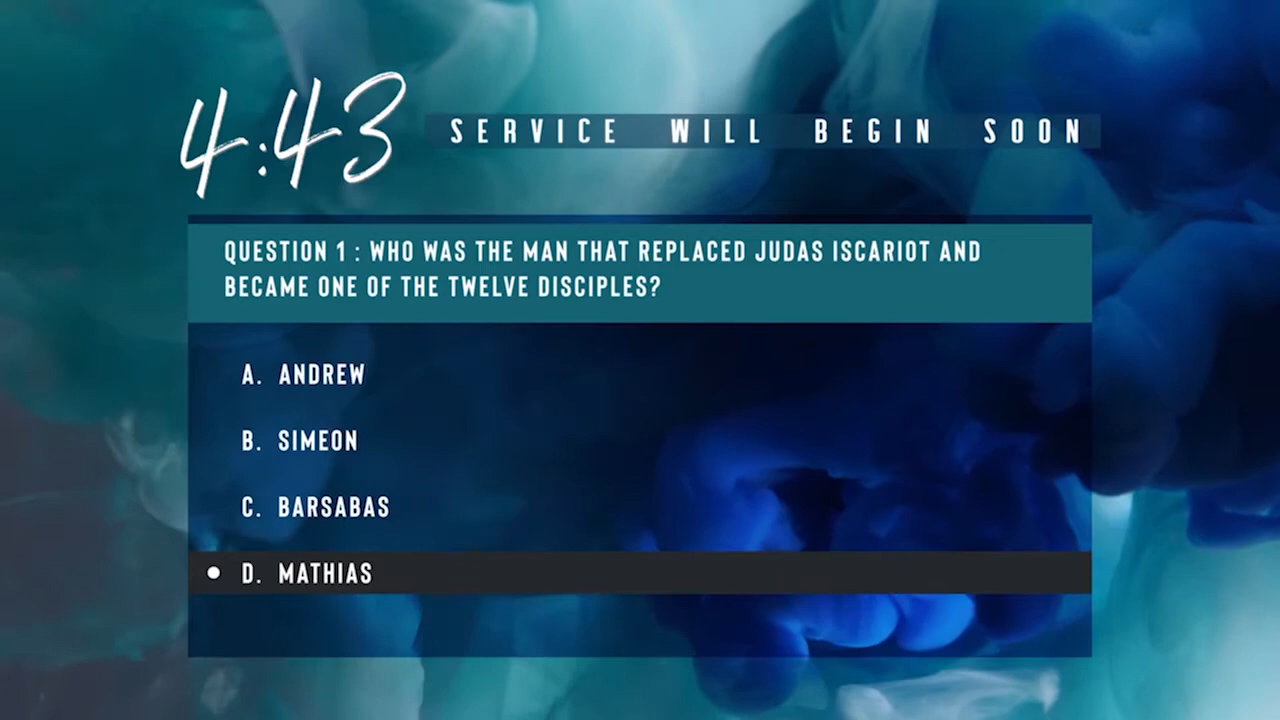 4:43 SERVICE WILL BEGIN SOON
QUESTION 1 : WHO WAS THE MAN THAT REPLACED JUDAS ISCARIOT AND
BECAME ONE OF THE TWELVE DISCIPLES?
A. ANDREW
B. SIMEON
C. BARSABAS
D. MATHIAS